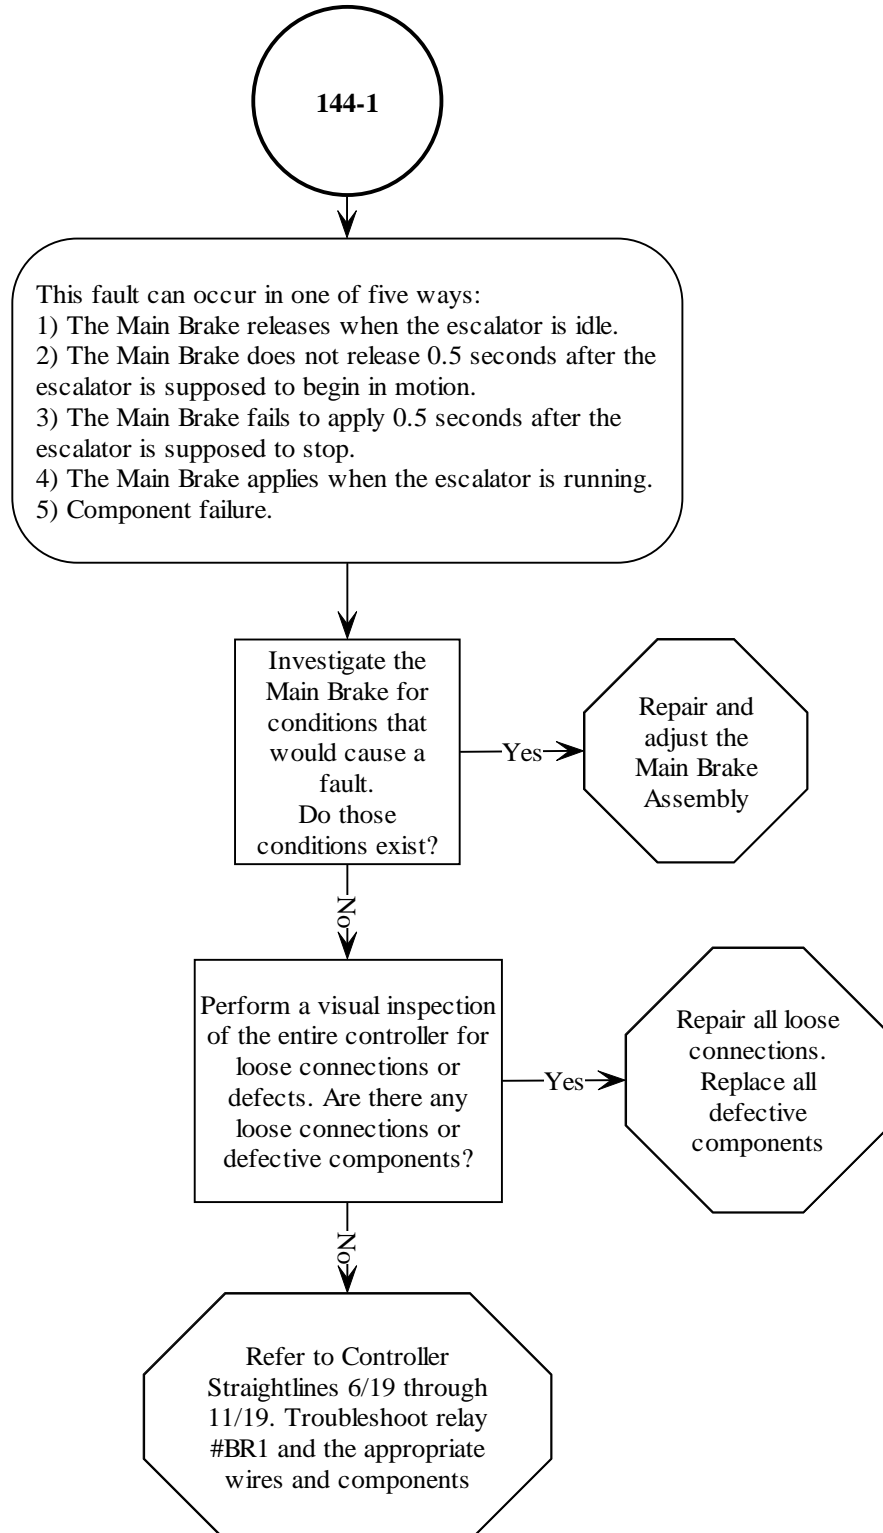 144-1
This fault can occur in one of five ways:
1) The Main Brake releases when the escalator is idle.
2) The Main Brake does not release 0.5 seconds after the
escalator is supposed to begin in motion.
3) The Main Brake fails to apply 0.5 seconds after the
escalator is supposed to stop.
4) The Main Brake applies when the escalator is running.
5) Component failure.
Investigate the
Main Brake for
conditions that
would cause a
fault.
Do those
conditions exist?
Yes
Repair and
adjust the
Main Brake
Assembly
No
Perform a visual inspection
of the entire controller for
loose connections or
defects. Are there any
loose connections or
defective components?
Yes
Repair all loose
connections.
Replace all
defective
components
No
Refer to Controller
Straightlines 6/19 through
11/19. Troubleshoot relay
#BR1 and the appropriate
wires and components